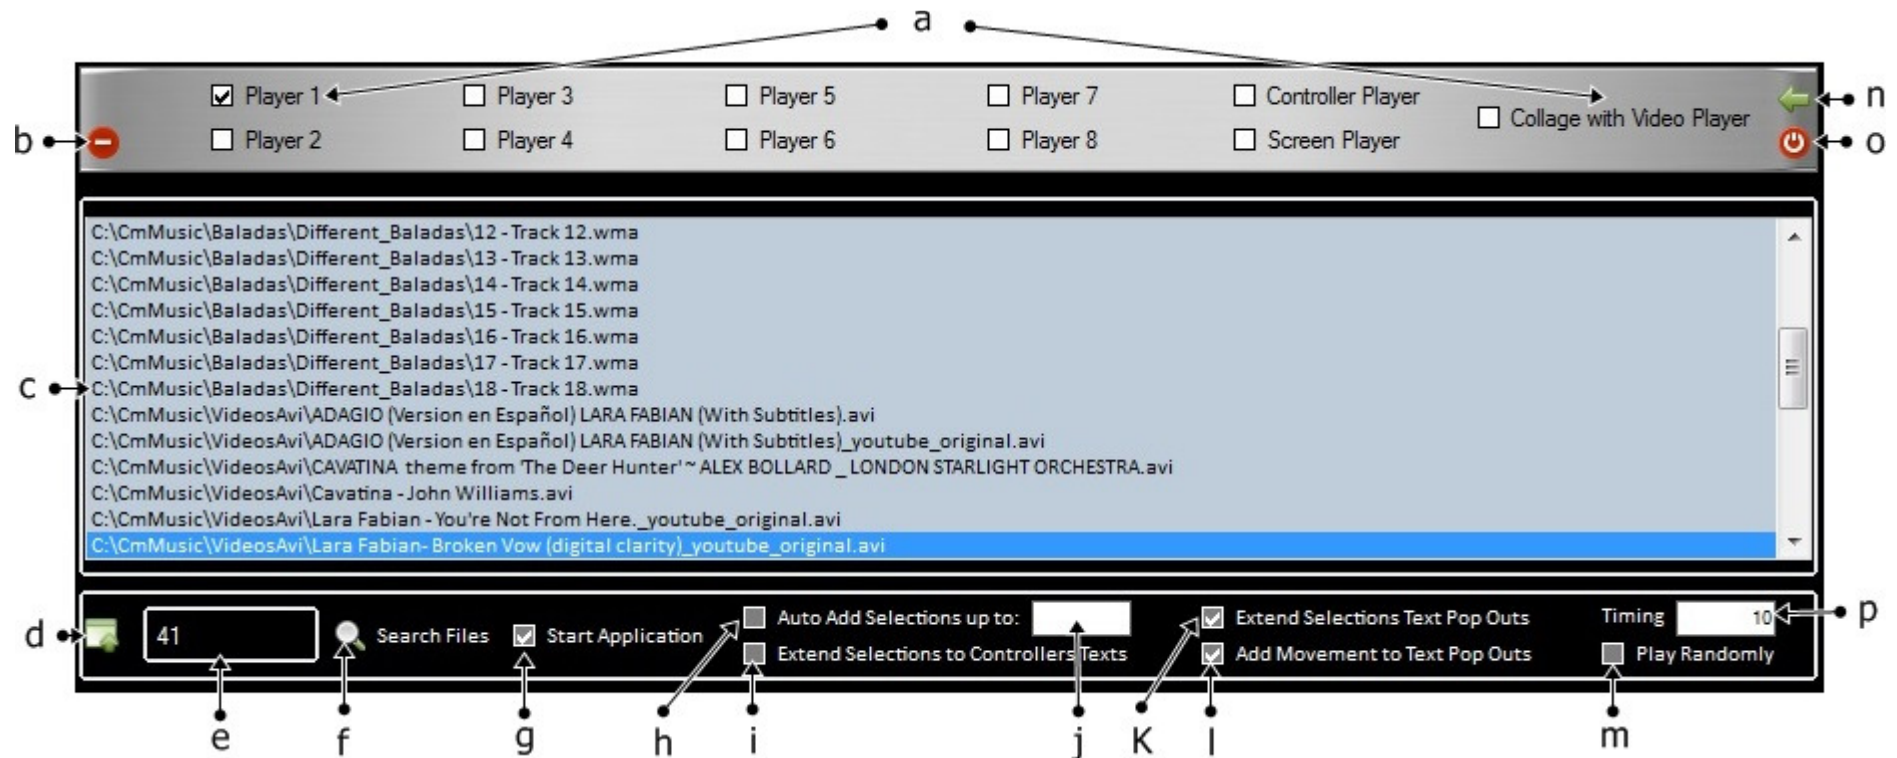 a
Player 1 Player 3 Player 5 Player 7 Controller Player n
Collage with Video Player
b Player 2 Player 4 Player 6 Player 8 Screen Player o
C:\CmMusic\Baladas\Different_Baladas\12 - Track 12.wma
C:\CmMusic\Baladas\Different_Baladas\13 - Track 13.wma
C:\CmMusic\Baladas\Different_Baladas\14 - Track 14.wma
C:\CmMusic\Baladas\Different_Baladas\15 - Track 15.wma
C:\CmMusic\Baladas\Different_Baladas\16 - Track 16.wma
C:\CmMusic\Baladas\Different_Baladas\17 - Track 17.wma
c C:\CmMusic\Baladas\Different_Baladas\18 - Track 18.wma
C:\CmMusic\VideosAvi\ADAGIO (Version en Español) LARA FABIAN (With Subtitles).avi
C:\CmMusic\VideosAvi\ADAGIO (Version en Español) LARA FABIAN (With Subtitles)_youtube_original.avi
C:\CmMusic\VideosAvi\CAVATINA theme from 'The Deer Hunter' ~ ALEX BOLLARD _ LONDON STARLIGHT ORCHESTRA.avi
C:\CmMusic\VideosAvi\Cavatina - John Williams.avi
C:\CmMusic\VideosAvi\Lara Fabian - You're Not From Here._youtube_original.avi
C:\CmMusic\VideosAvi\Lara Fabian- Broken Vow (digital clarity)_youtube_original.avi
Auto Add Selections up to: Extend Selections Text Pop Outs Timing 10 p
d 41 Search Files Start Application
Extend Selections to Controllers Texts Add Movement to Text Pop Outs Play Randomly
e f g h i j K l m